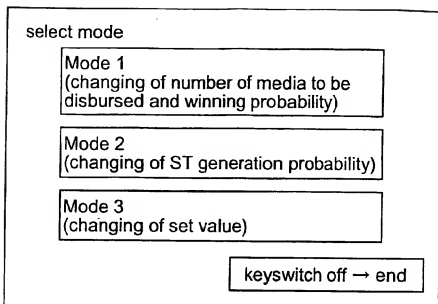 select mode
Mode 1
(changing of number of media to be
disbursed and winning probability)
Mode 2
(changing of ST generation probability)
Mode 3
(changing of set value)
keyswitch off → end